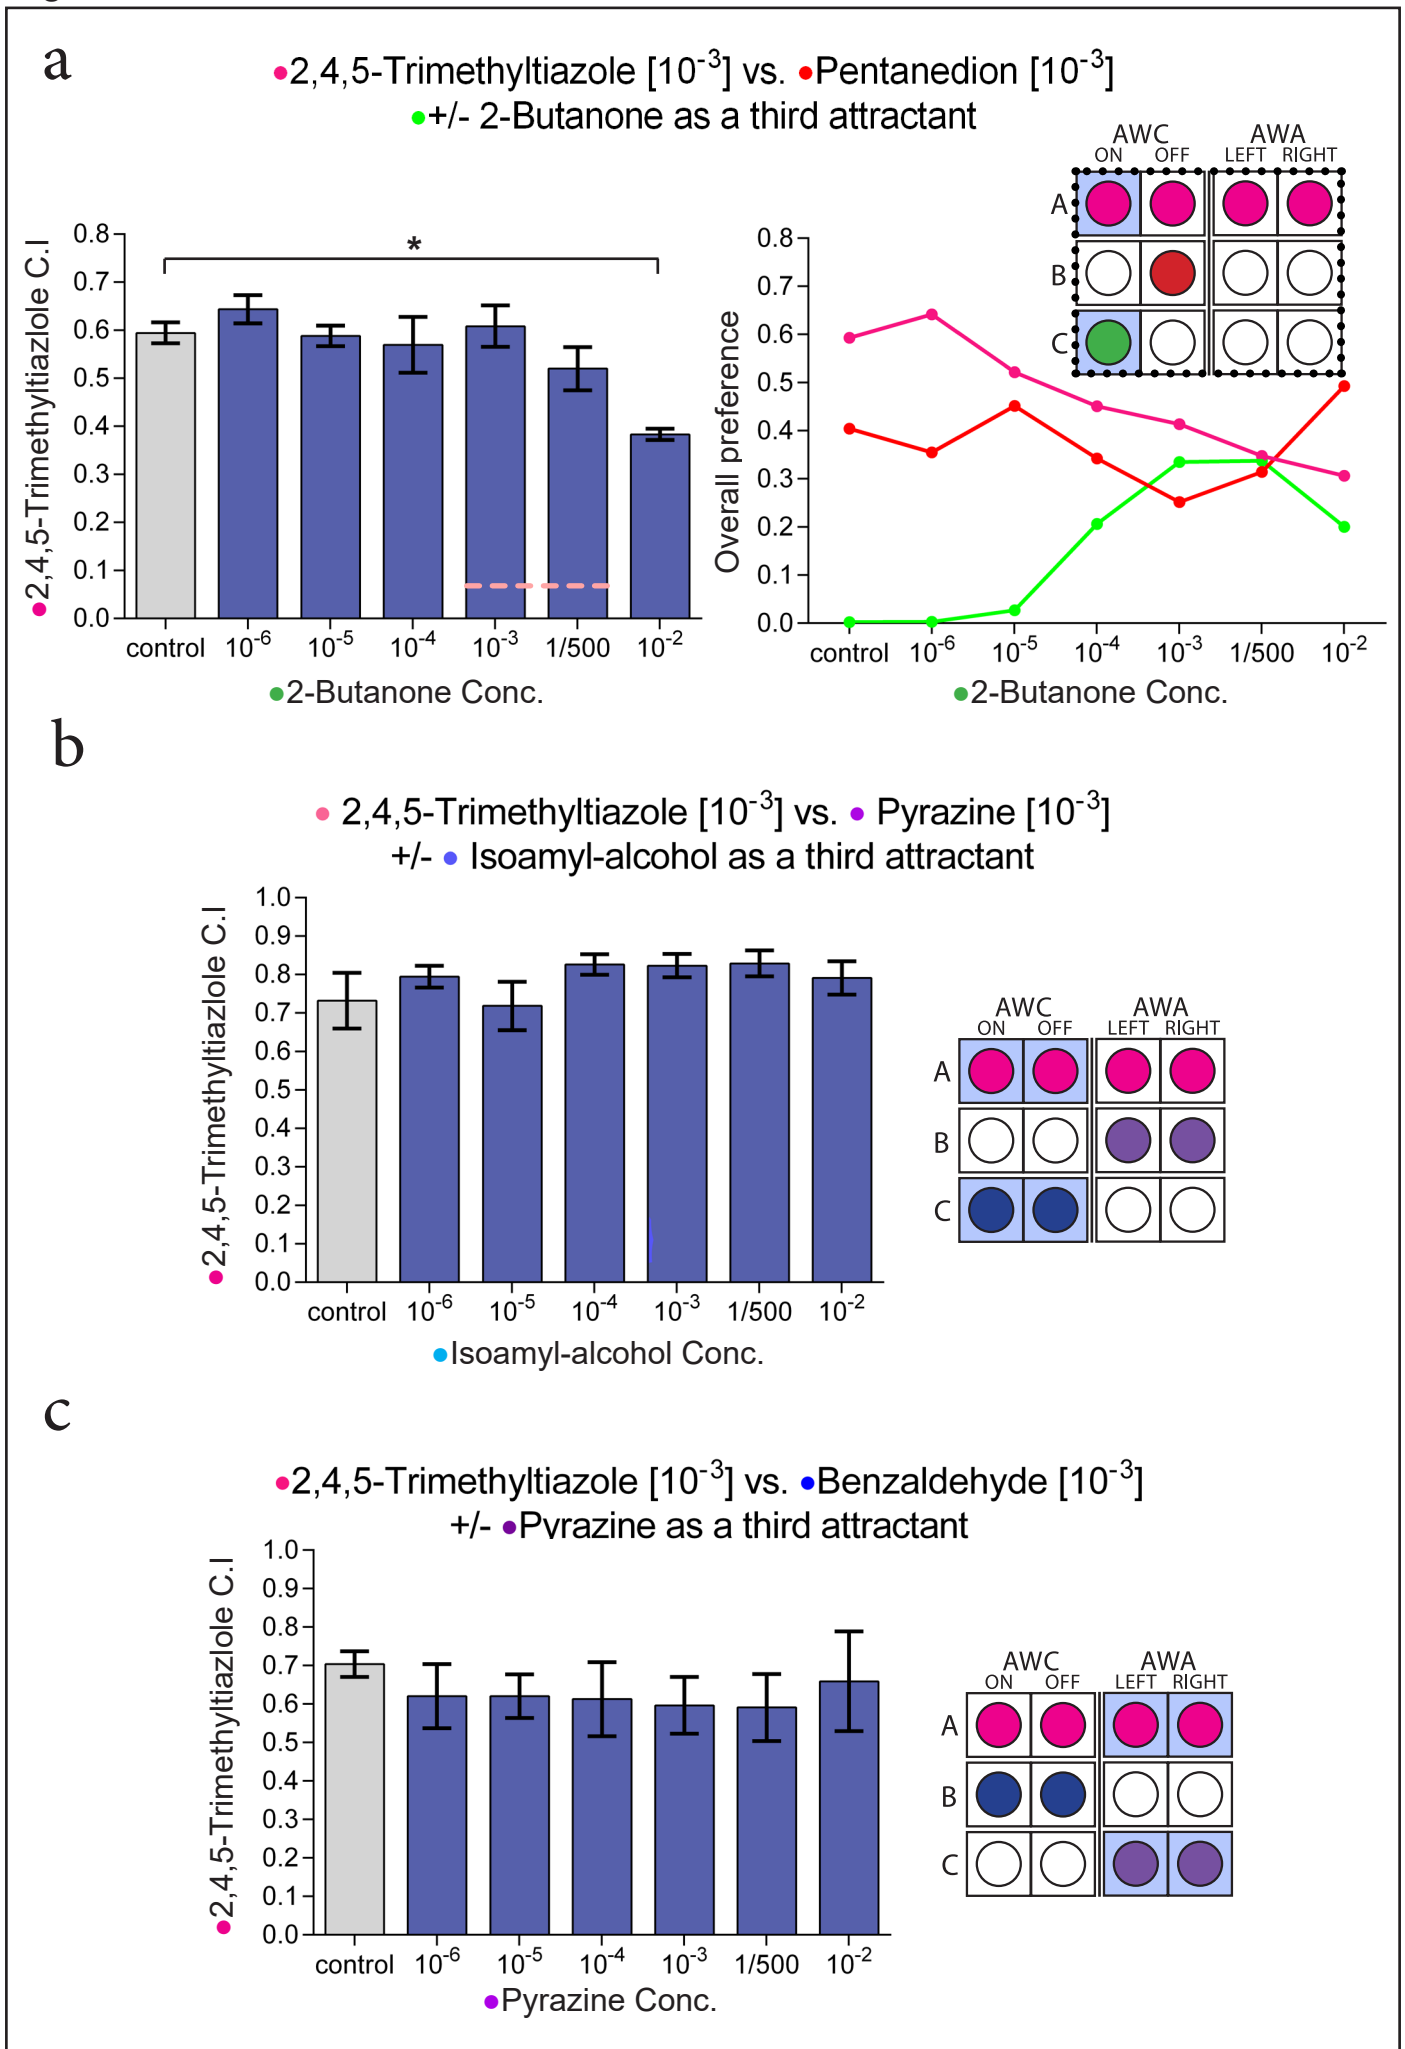 a
2,4,5-Trimethyltiazole [10⁻³] vs. Pentanedion [10⁻³]
+/- 2-Butanone as a third attractant
AWC AWA
ON OFF LEFT RIGHT
A
B
C
2,4,5-Trimethyltiazlole C.I
0.8
0.7
0.6
0.5
0.4
0.3
0.2
0.1
0.0
*
control 10⁻⁶ 10⁻⁵ 10⁻⁴ 10⁻³ 1/500 10⁻²
2-Butanone Conc.
Overall preference
0.8
0.7
0.6
0.5
0.4
0.3
0.2
0.1
0.0
control 10⁻⁶ 10⁻⁵ 10⁻⁴ 10⁻³ 1/500 10⁻²
2-Butanone Conc.
b
2,4,5-Trimethyltiazole [10⁻³] vs. Pyrazine [10⁻³]
+/- Isoamyl-alcohol as a third attractant
2,4,5-Trimethyltiazlole C.I
1.0
0.9
0.8
0.7
0.6
0.5
0.4
0.3
0.2
0.1
0.0
control 10⁻⁶ 10⁻⁵ 10⁻⁴ 10⁻³ 1/500 10⁻²
Isoamyl-alcohol Conc.
AWC AWA
ON OFF LEFT RIGHT
A
B
C
c
2,4,5-Trimethyltiazole [10⁻³] vs. Benzaldehyde [10⁻³]
+/- Pyrazine as a third attractant
2,4,5-Trimethyltiazlole C.I
1.0
0.9
0.8
0.7
0.6
0.5
0.4
0.3
0.2
0.1
0.0
control 10⁻⁶ 10⁻⁵ 10⁻⁴ 10⁻³ 1/500 10⁻²
Pyrazine Conc.
AWC AWA
ON OFF LEFT RIGHT
A
B
C